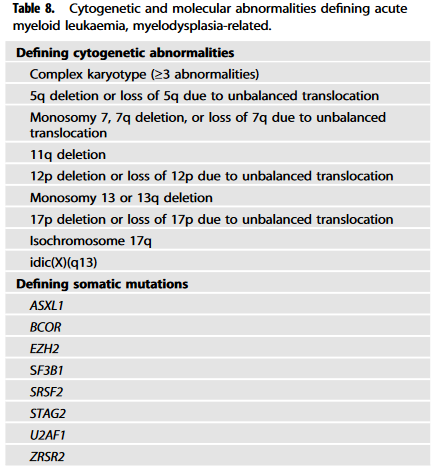 Table 8. Cytogenetic and molecular abnormalities defining acute
myeloid leukaemia, myelodysplasia-related.
Defining cytogenetic abnormalities
Complex karyotype (≥3 abnormalities)
5q deletion or loss of 5q due to unbalanced translocation
Monosomy 7, 7q deletion, or loss of 7q due to unbalanced
translocation
11q deletion
12p deletion or loss of 12p due to unbalanced translocation
Monosomy 13 or 13q deletion
17p deletion or loss of 17p due to unbalanced translocation
Isochromosome 17q
idic(X)(q13)
Defining somatic mutations
ASXL1
BCOR
EZH2
SF3B1
SRSF2
STAG2
U2AF1
ZRSR2